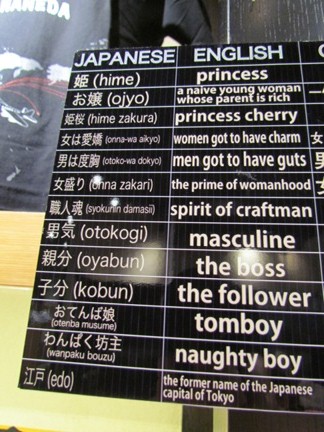 HANEDA
JAPANESE ENGLISH
姫 (hime) princess
お嬢 (ojyo) a naive young woman whose parent is rich
姫桜 (hime zakura) princess cherry
女は愛嬌 (onna-wa aikyo) women got to have charm
男は度胸 (otoko-wa dokyo) men got to have guts
女盛り (onna zakari) the prime of womanhood
職人魂 (syokunin damasii) spirit of craftman
男気 (otokogi) masculine
親分 (oyabun) the boss
子分 (kobun) the follower
おてんば娘 (otenba musume) tomboy
わんぱく坊主 (wanpaku bouzu) naughty boy
江戸 (edo) the former name of the Japanese capital of Tokyo